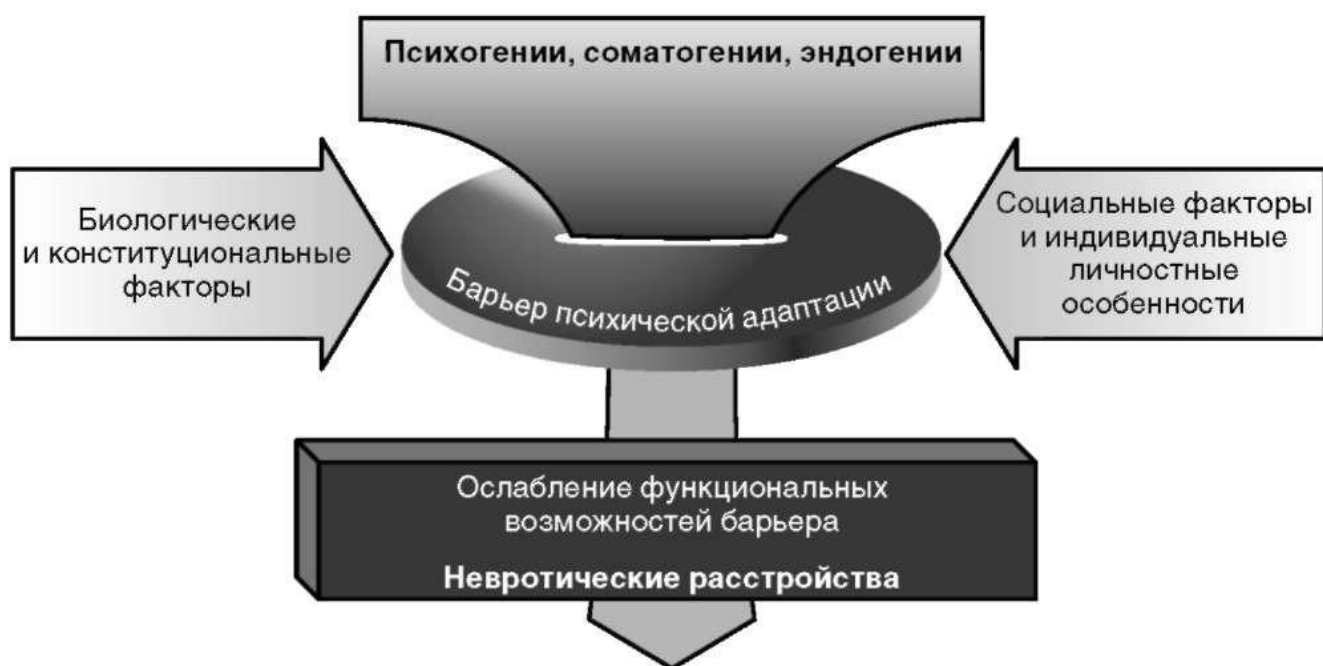 Психогении, соматогении, эндогении
Биологические
и конституциональные
факторы
Социальные факторы
и индивидуальные
личностные
особенности
Барьер психической адаптации
Ослабление функциональных
возможностей барьера
Невротические расстройства